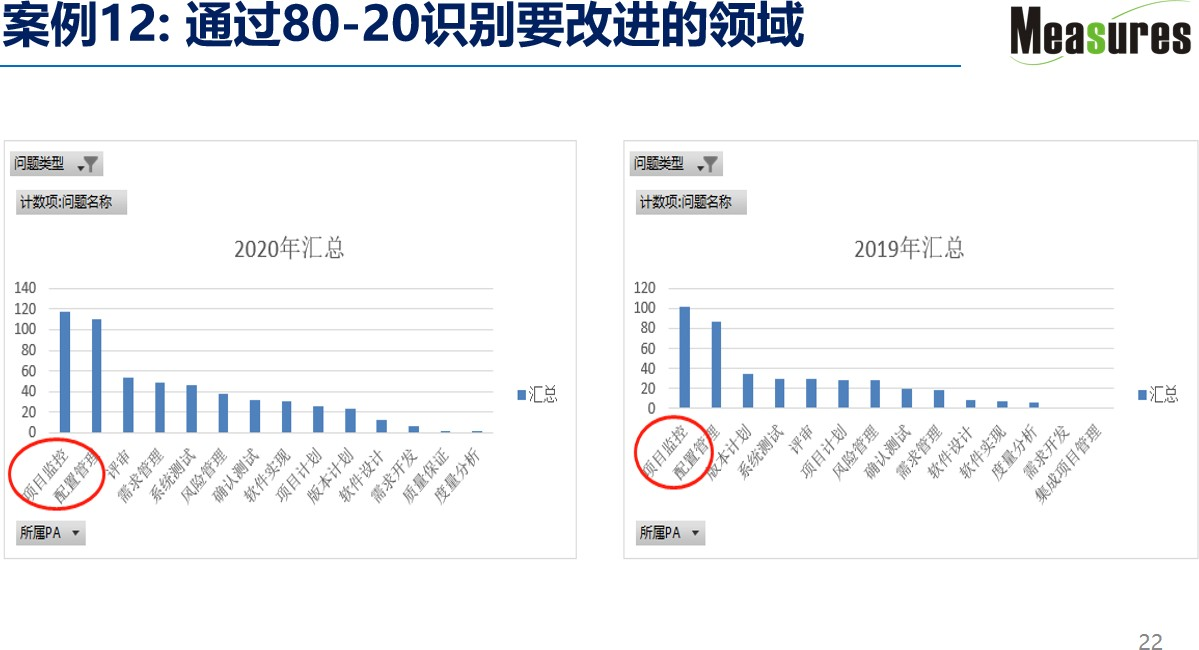 案例12: 通过80-20识别要改进的领域
Measures
问题类型
计数项:问题名称
2020年汇总
140
120
100
80
60
40
20
0
汇总
项目监控
配置管理
评审
需求管理
系统测试
风险管理
确认测试
软件实现
项目计划
版本计划
软件设计
需求开发
质量保证
度量分析
所属PA
问题类型
计数项:问题名称
2019年汇总
120
100
80
60
40
20
0
汇总
项目监控
配置管理
版本计划
系统测试
评审
项目计划
风险管理
确认测试
需求管理
软件设计
软件实现
度量分析
需求开发
集成项目管理
所属PA
22